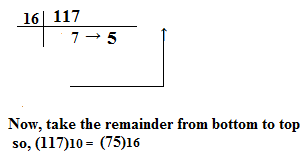 16 117
7 → 5
Now, take the remainder from bottom to top
so, (117)10 = (75)16